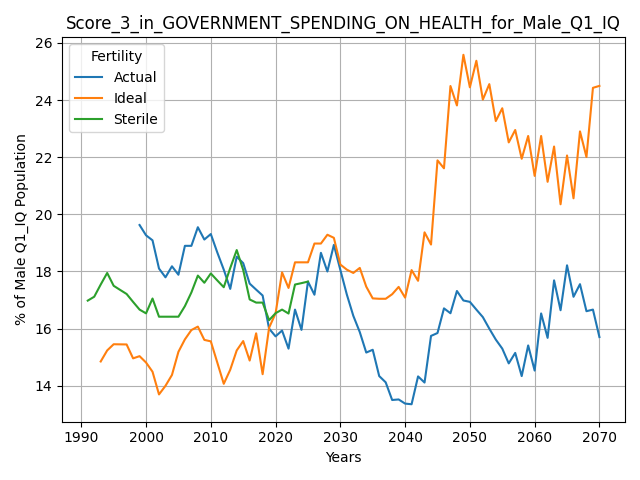 Score_3_in_GOVERNMENT_SPENDING_ON_HEALTH_for_Male_Q1_IQ
Fertility
Actual
Ideal
Sterile
% of Male Q1_IQ Population
26
24
22
20
18
16
14
1990 2000 2010 2020 2030 2040 2050 2060 2070
Years